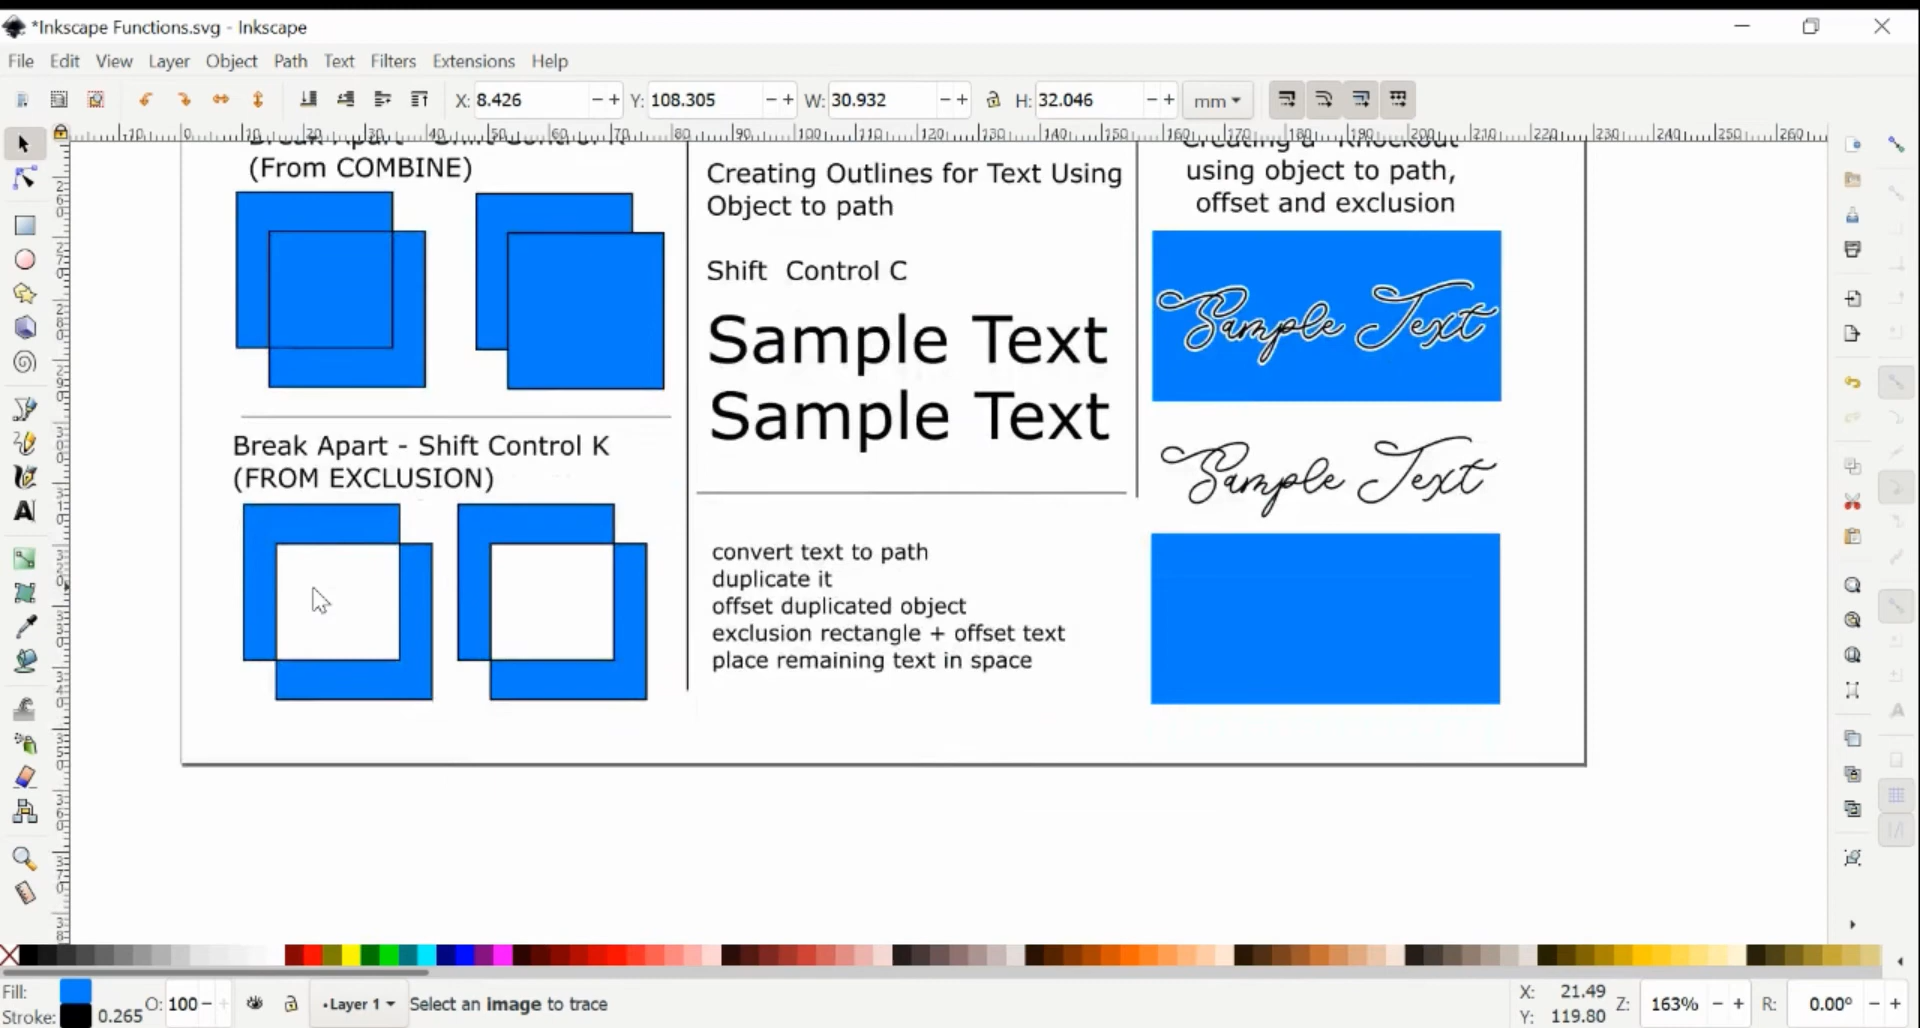 *Inkscape Functions.svg - Inkscape
File Edit View Layer Object Path Text Filters Extensions Help
X: 8.426 Y: 108.305 W: 30.932 H: 32.046 mm
(From COMBINE)
Break Apart - Shift Control K
(FROM EXCLUSION)
Creating Outlines for Text Using
Object to path
Shift Control C
Sample Text
Sample Text
convert text to path
duplicate it
offset duplicated object
exclusion rectangle + offset text
place remaining text in space
Creating a "Knockout"
using object to path,
offset and exclusion
Sample Text
Sample Text
Fill:
Stroke: 0.265 O: 100 •Layer 1 Select an image to trace
X: 21.49
Y: 119.80
Z: 163% R: 0.00°